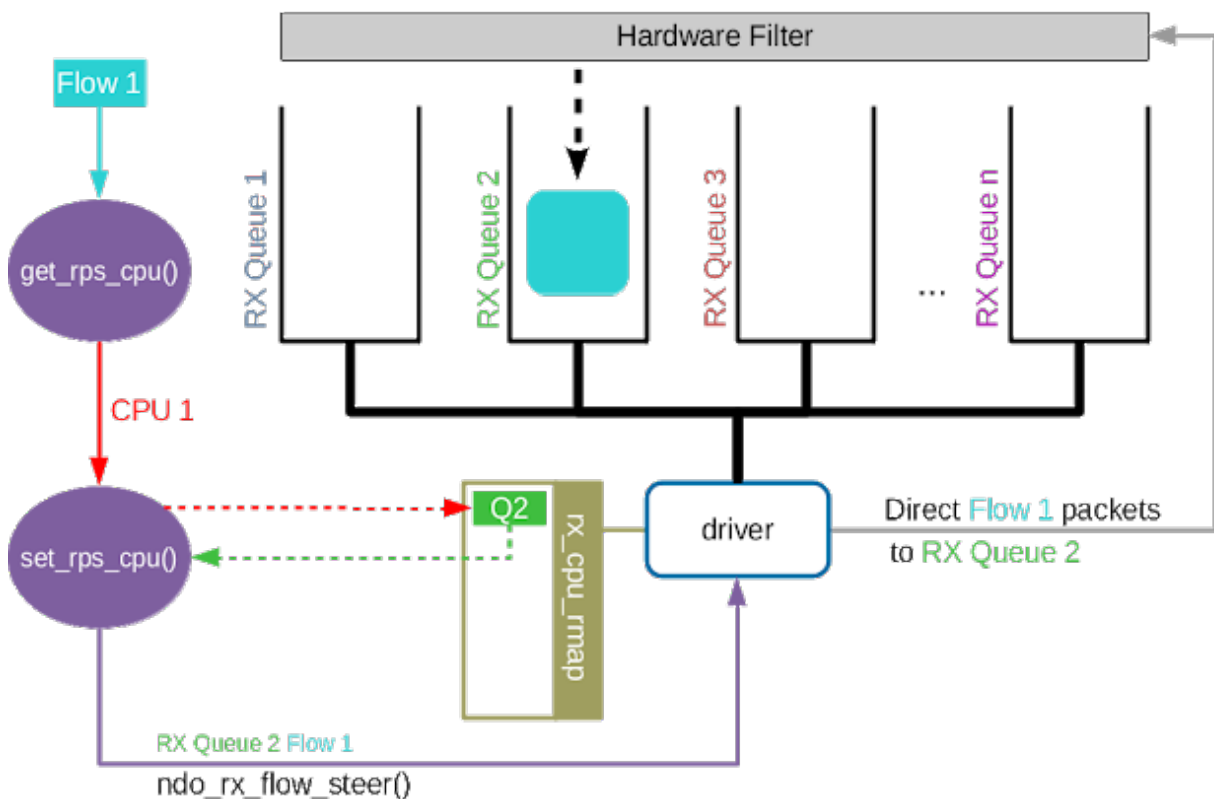 Hardware Filter
Flow 1
RX Queue 1
RX Queue 2
RX Queue 3
...
RX Queue n
get_rps_cpu()
CPU 1
set_rps_cpu()
Q2
rx_cpu_rmap
driver
Direct Flow 1 packets
to RX Queue 2
RX Queue 2 Flow 1
ndo_rx_flow_steer()